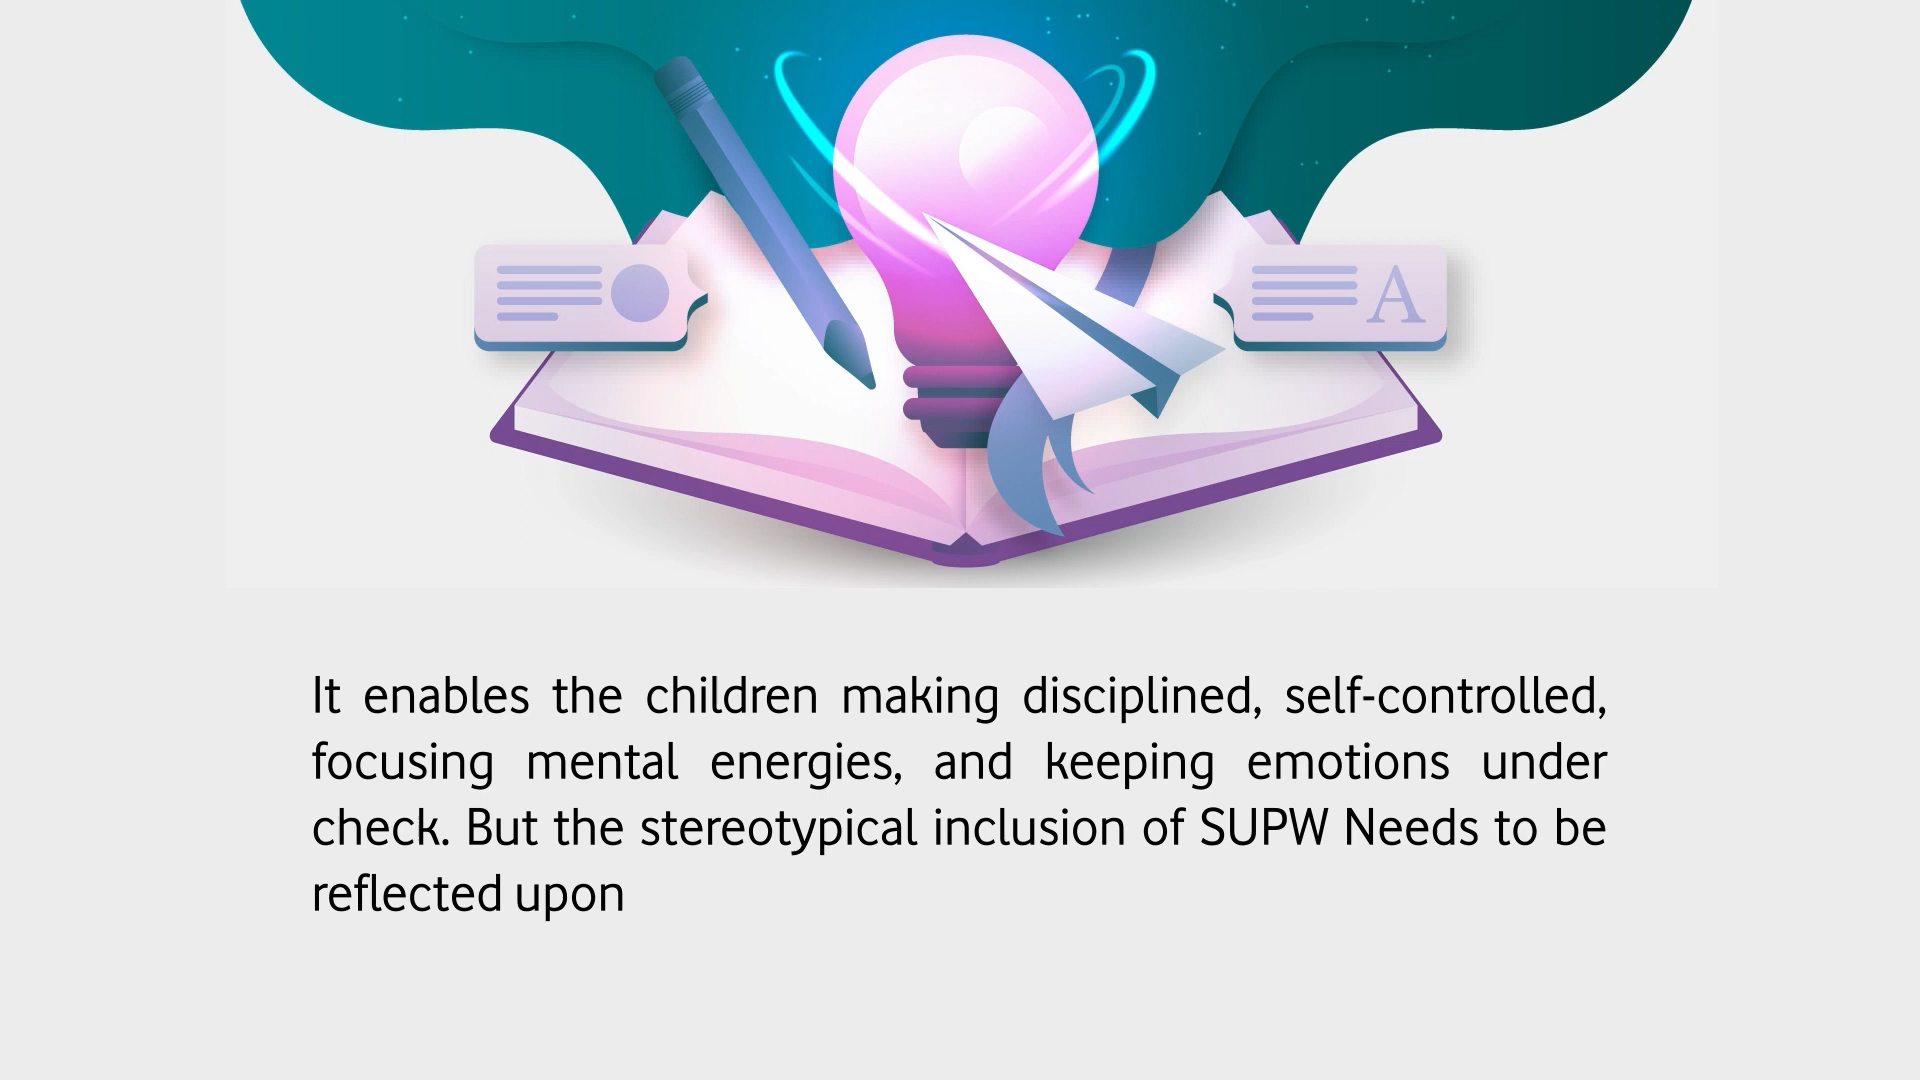 A
It enables the children making disciplined, self-controlled,
focusing mental energies, and keeping emotions under
check. But the stereotypical inclusion of SUPW Needs to be
reflected upon